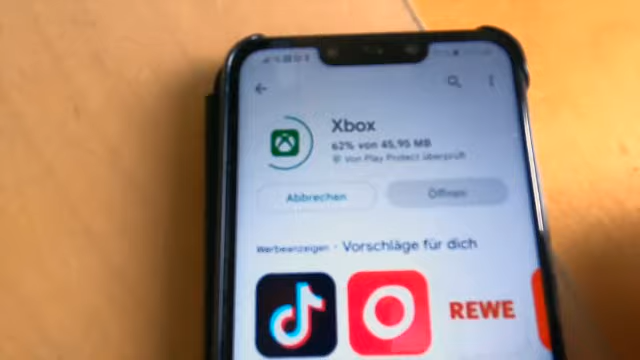 Xbox
62% von 45,95 MB
Von Play Protect überprüft
Abbrechen
Öffnen
Werbeanzeigen · Vorschläge für dich
REWE